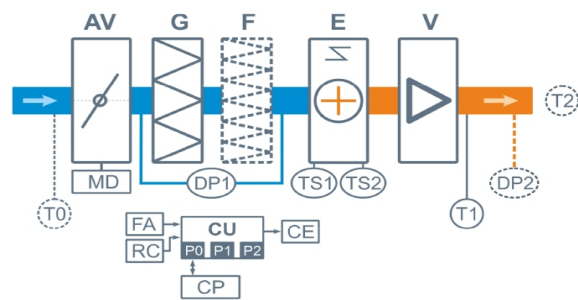 AV G F E V
T2
MD DP1 TS1 TS2 DP2
T0 T1
FA CU CE
RC P0 P1 P2
CP